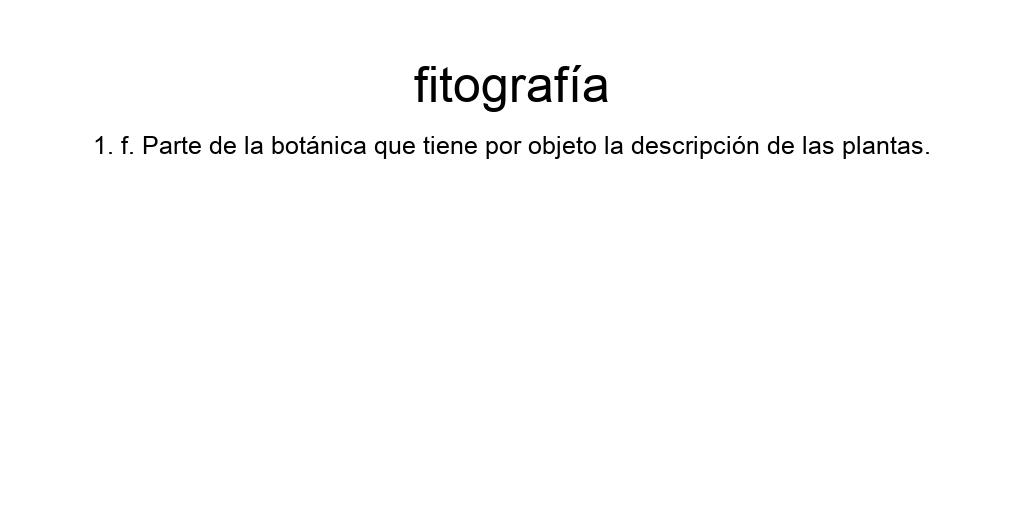 fitografía
1. f. Parte de la botánica que tiene por objeto la descripción de las plantas.